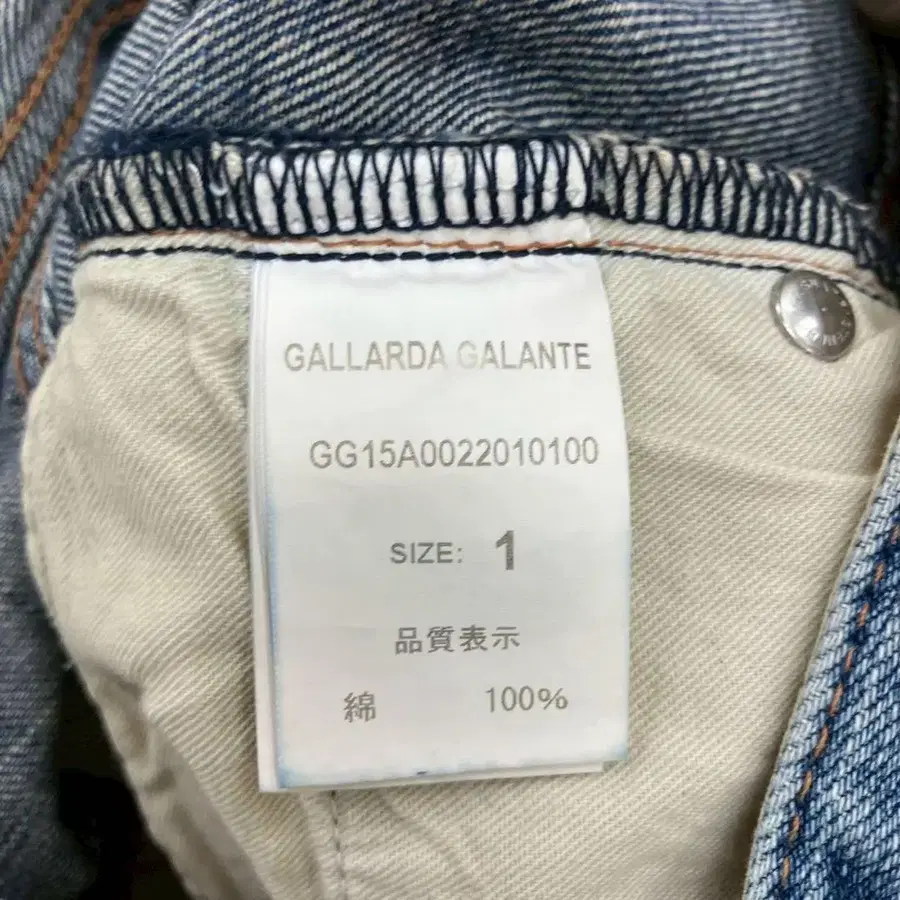 GALLARDA GALANTE
GG15A0022010100
SIZE: 1
品質表示
綿 100%